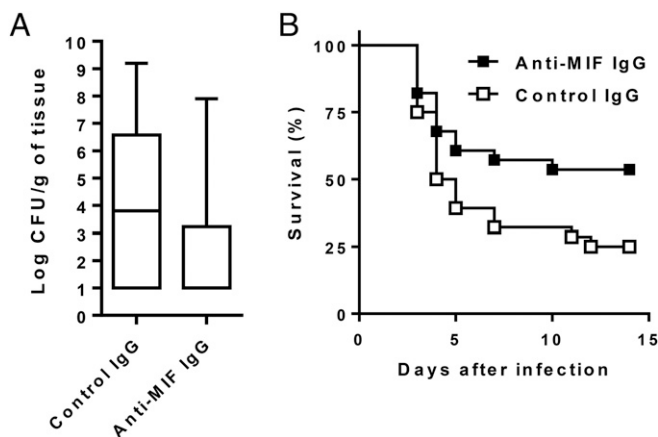 A
Log CFU/g of tissue
10
9
8
7
6
5
4
3
2
1
0
Control IgG
Anti-MIF IgG
B
Survival (%)
100
75
50
25
0
Anti-MIF IgG
Control IgG
0
5
10
15
Days after infection